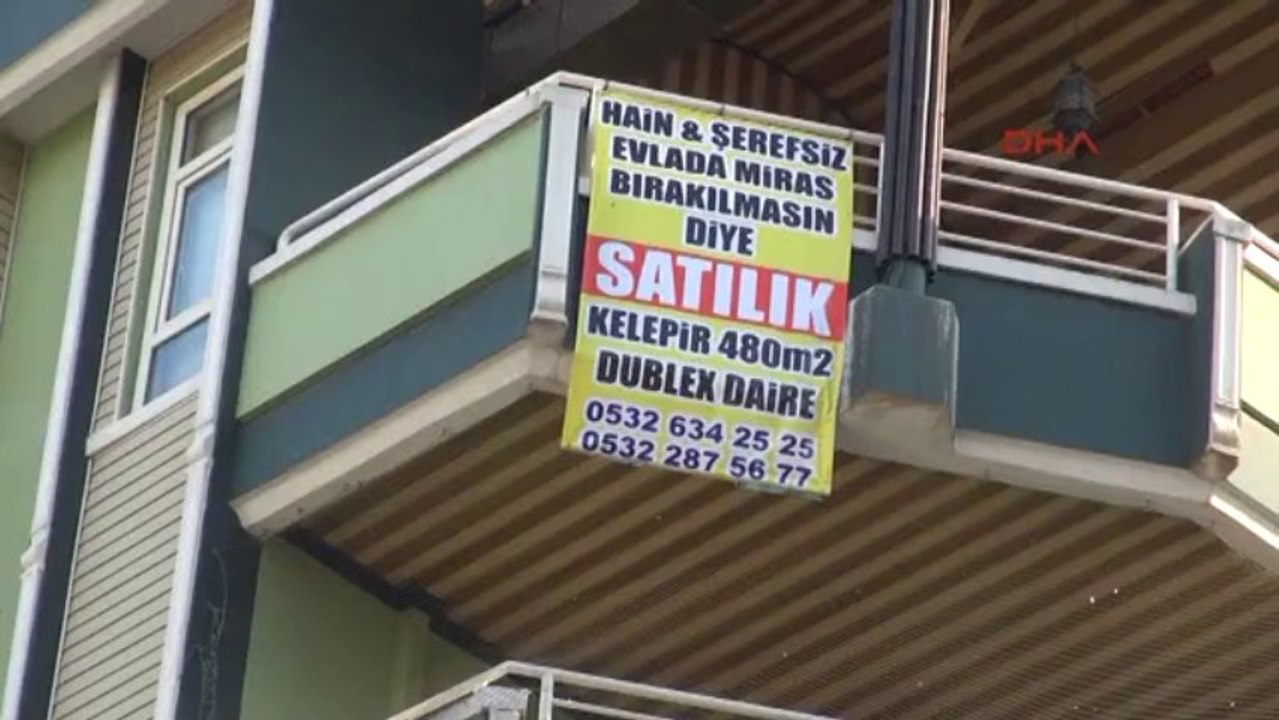 HAİN & ŞEREFSİZ
EVLADA MİRAS
BIRAKILMASIN
DİYE
SATILIK
KELEPİR 480m2
DUBLEX DAİRE
0532 634 25 25
0532 287 56 77
DHA